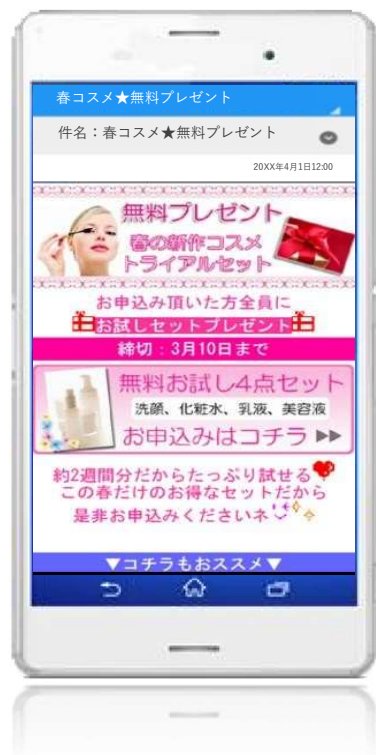 春コスメ★無料プレゼント
件名：春コスメ★無料プレゼント
20XX年4月1日12:00
無料プレゼント
春の新作コスメ
トライアルセット
お申込み頂いた方全員に
お試しセットプレゼント
締切：3月10日まで
無料お試し4点セット
洗顔、化粧水、乳液、美容液
お申込みはコチラ▶▶
約2週間分だからたっぷり試せる
この春だけのお得なセットだから
是非お申込みくださいネ
▼コチラもおススメ▼